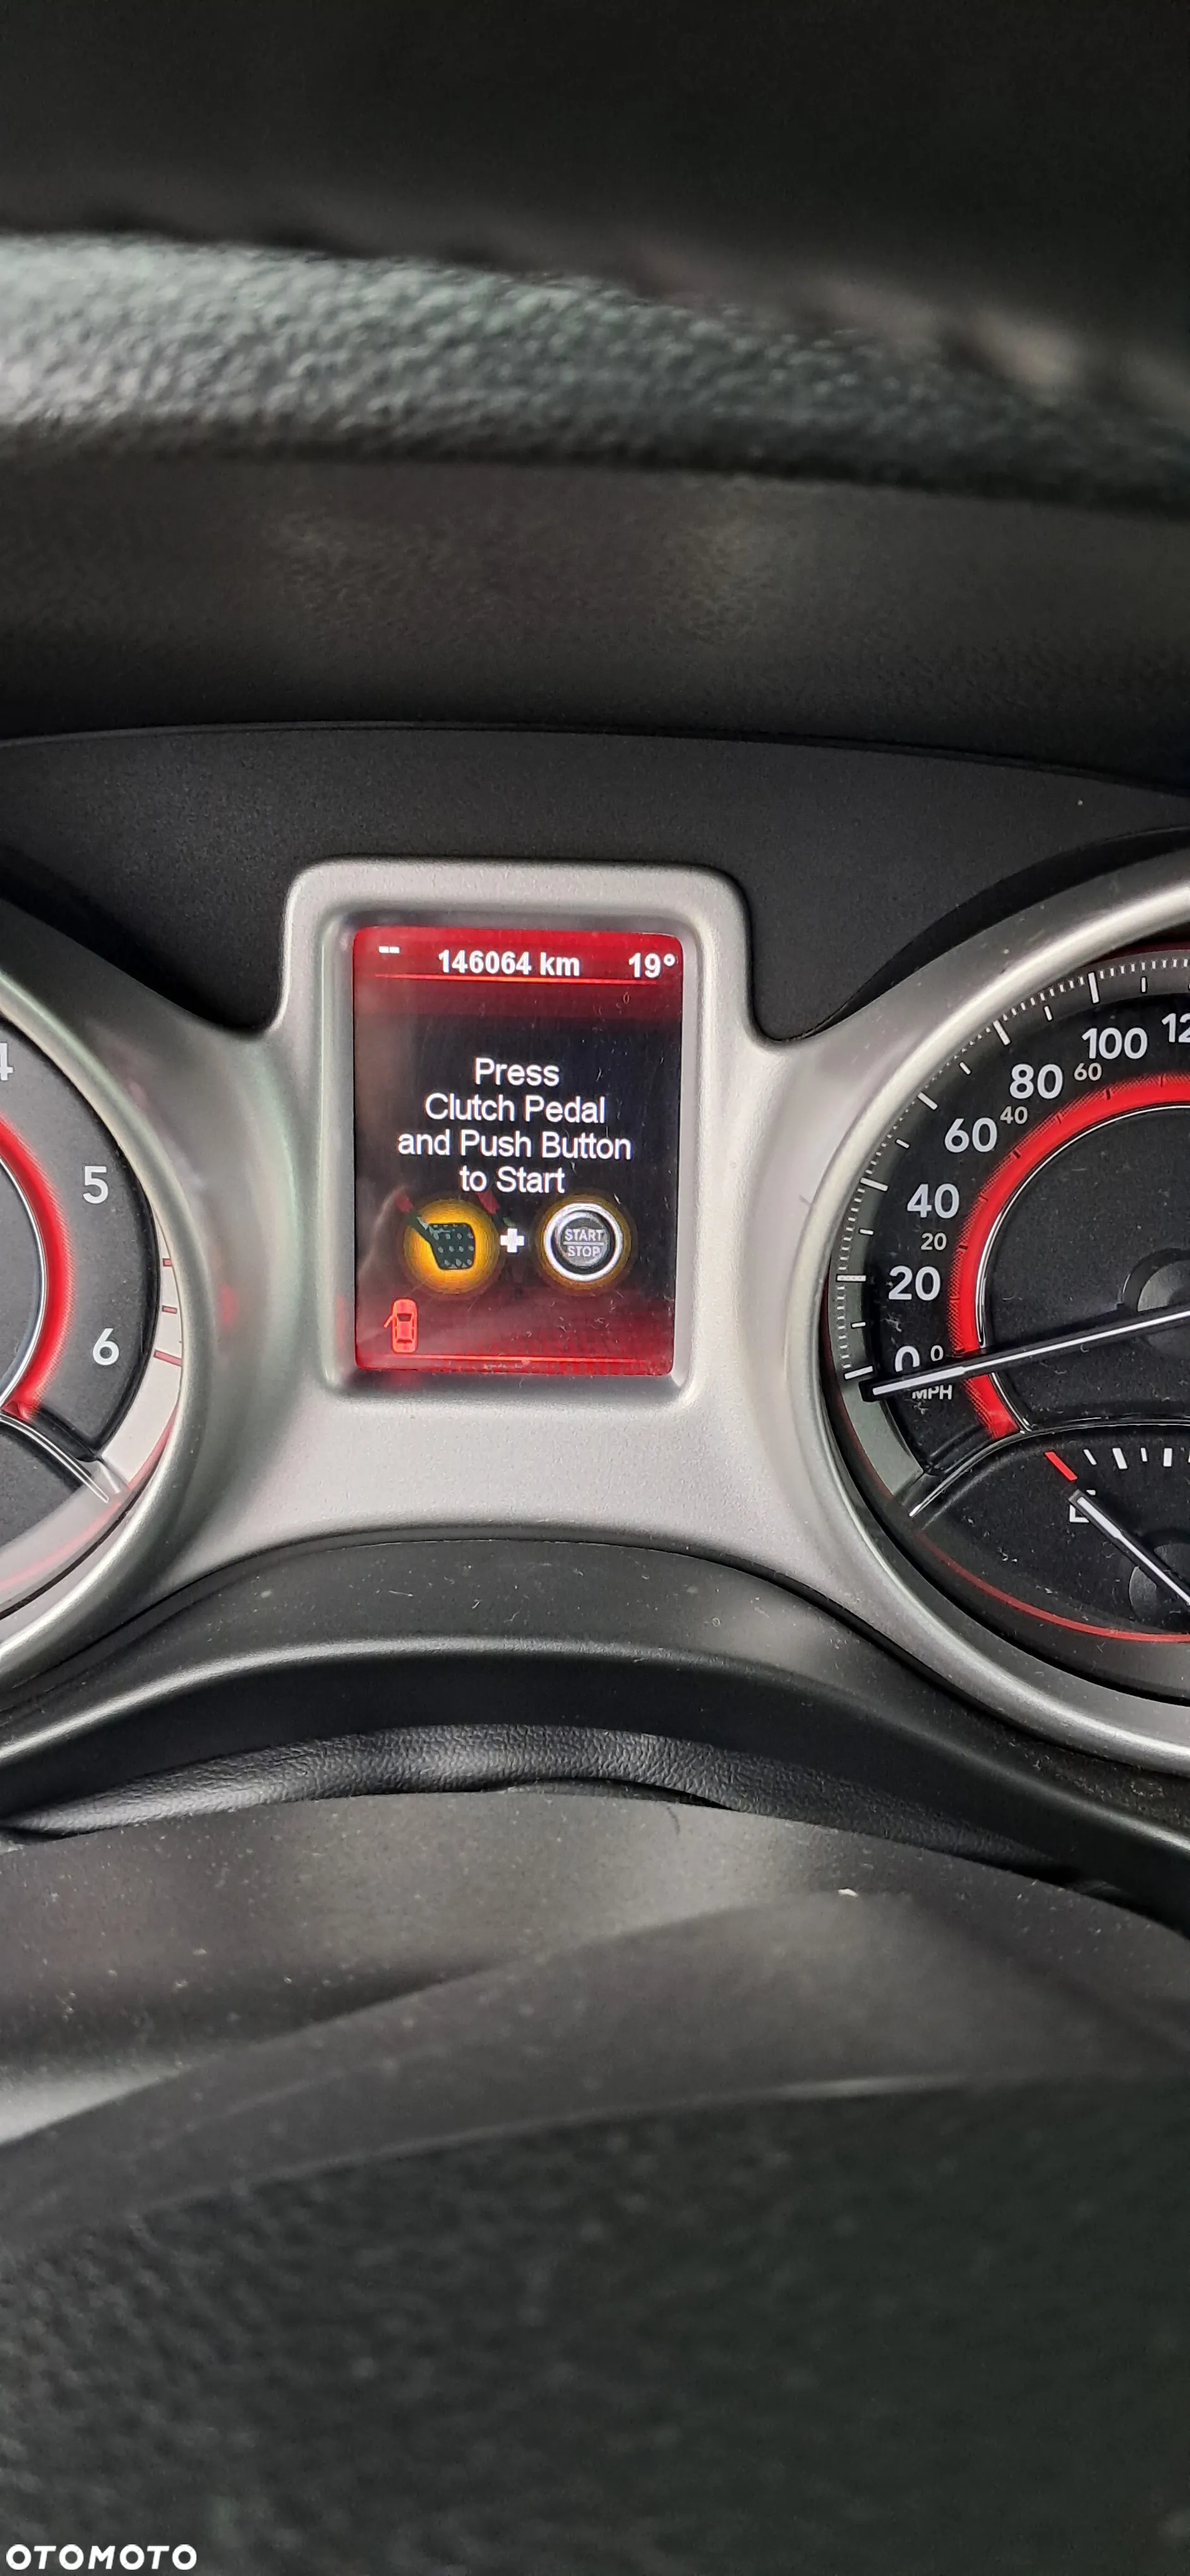 -- 146064 km 19°
Press
Clutch Pedal
and Push Button
to Start
START
STOP
4
5
6
100
80 60
60 40
40
20
20
0 0
MPH
E
OTOMOTO